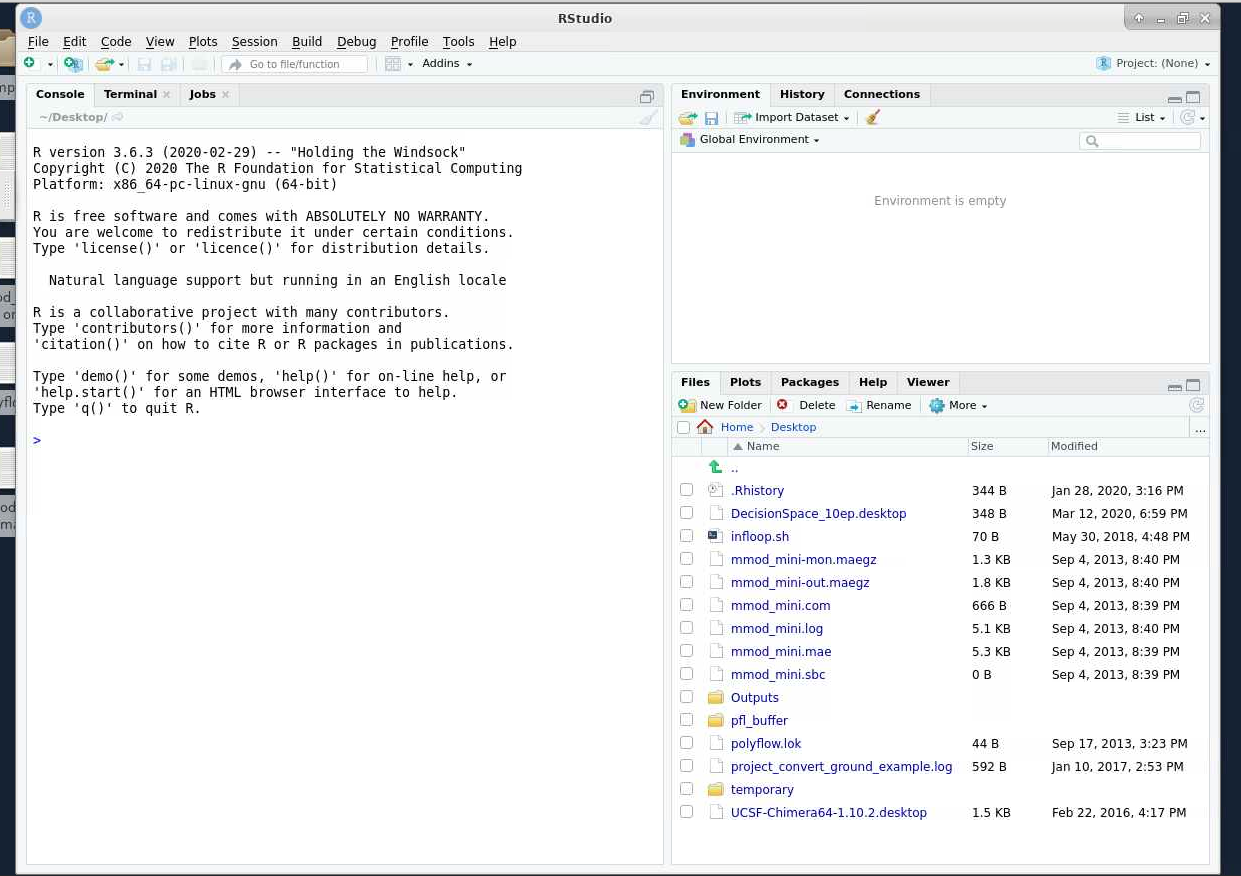 RStudio
File Edit Code View Plots Session Build Debug Profile Tools Help
Go to file/function Addins Project: (None)
Console Terminal Jobs
~/Desktop/
R version 3.6.3 (2020-02-29) -- "Holding the Windsock"
Copyright (C) 2020 The R Foundation for Statistical Computing
Platform: x86_64-pc-linux-gnu (64-bit)
R is free software and comes with ABSOLUTELY NO WARRANTY.
You are welcome to redistribute it under certain conditions.
Type 'license()' or 'licence()' for distribution details.
Natural language support but running in an English locale
R is a collaborative project with many contributors.
Type 'contributors()' for more information and
'citation()' on how to cite R or R packages in publications.
Type 'demo()' for some demos, 'help()' for on-line help, or
'help.start()' for an HTML browser interface to help.
Type 'q()' to quit R.
>
Environment History Connections
Import Dataset List
Global Environment
Environment is empty
Files Plots Packages Help Viewer
New Folder Delete Rename More
Home Desktop ...
Name Size Modified
..
.Rhistory 344 B Jan 28, 2020, 3:16 PM
DecisionSpace_10ep.desktop 348 B Mar 12, 2020, 6:59 PM
infloop.sh 70 B May 30, 2018, 4:48 PM
mmod_mini-mon.maegz 1.3 KB Sep 4, 2013, 8:40 PM
mmod_mini-out.maegz 1.8 KB Sep 4, 2013, 8:40 PM
mmod_mini.com 666 B Sep 4, 2013, 8:39 PM
mmod_mini.log 5.1 KB Sep 4, 2013, 8:40 PM
mmod_mini.mae 5.3 KB Sep 4, 2013, 8:39 PM
mmod_mini.sbc 0 B Sep 4, 2013, 8:39 PM
Outputs
pfl_buffer
polyflow.lok 44 B Sep 17, 2013, 3:23 PM
project_convert_ground_example.log 592 B Jan 10, 2017, 2:53 PM
temporary
UCSF-Chimera64-1.10.2.desktop 1.5 KB Feb 22, 2016, 4:17 PM